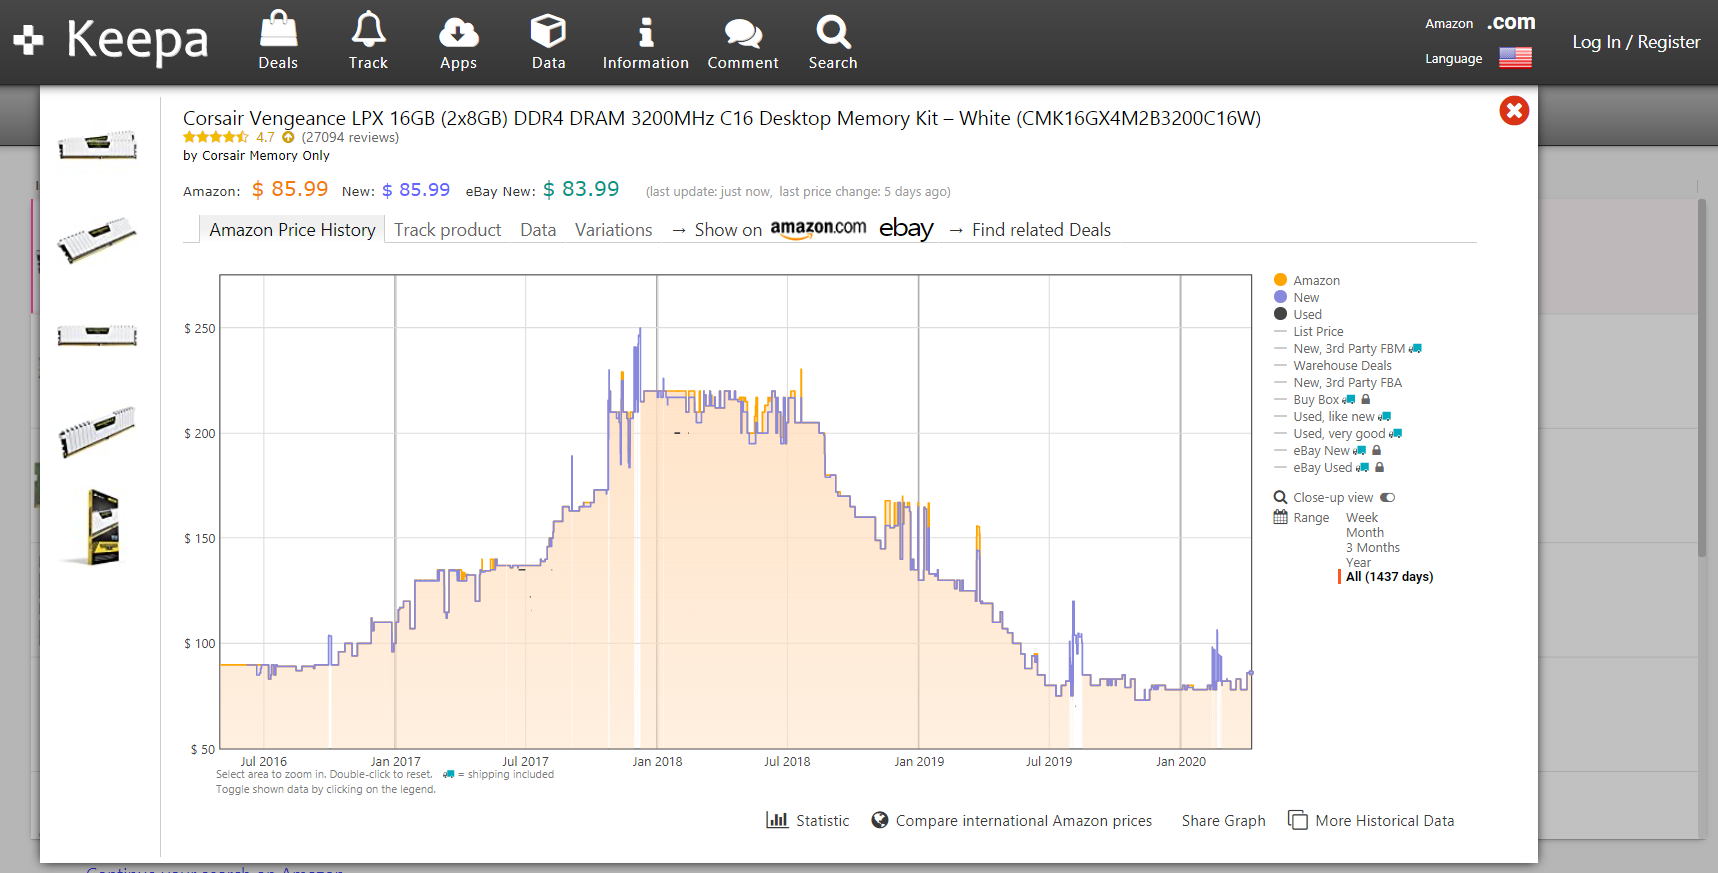 Keepa
Deals
Track
Apps
Data
Information
Comment
Search
Amazon .com
Language
Log In / Register
Corsair Vengeance LPX 16GB (2x8GB) DDR4 DRAM 3200MHz C16 Desktop Memory Kit – White (CMK16GX4M2B3200C16W)
4.7 (27094 reviews)
by Corsair Memory Only
Amazon: $ 85.99 New: $ 85.99 eBay New: $ 83.99 (last update: just now, last price change: 5 days ago)
Amazon Price History Track product Data Variations → Show on amazon.com ebay → Find related Deals
$ 250
$ 200
$ 150
$ 100
$ 50
Jul 2016 Jan 2017 Jul 2017 Jan 2018 Jul 2018 Jan 2019 Jul 2019 Jan 2020
Select area to zoom in. Double-click to reset. = shipping included
Toggle shown data by clicking on the legend.
Amazon
New
Used
List Price
New, 3rd Party FBM
Warehouse Deals
New, 3rd Party FBA
Buy Box
Used, like new
Used, very good
eBay New
eBay Used
Close-up view
Range
Week
Month
3 Months
Year
All (1437 days)
Statistic Compare international Amazon prices Share Graph More Historical Data
Continue your search on Amazon